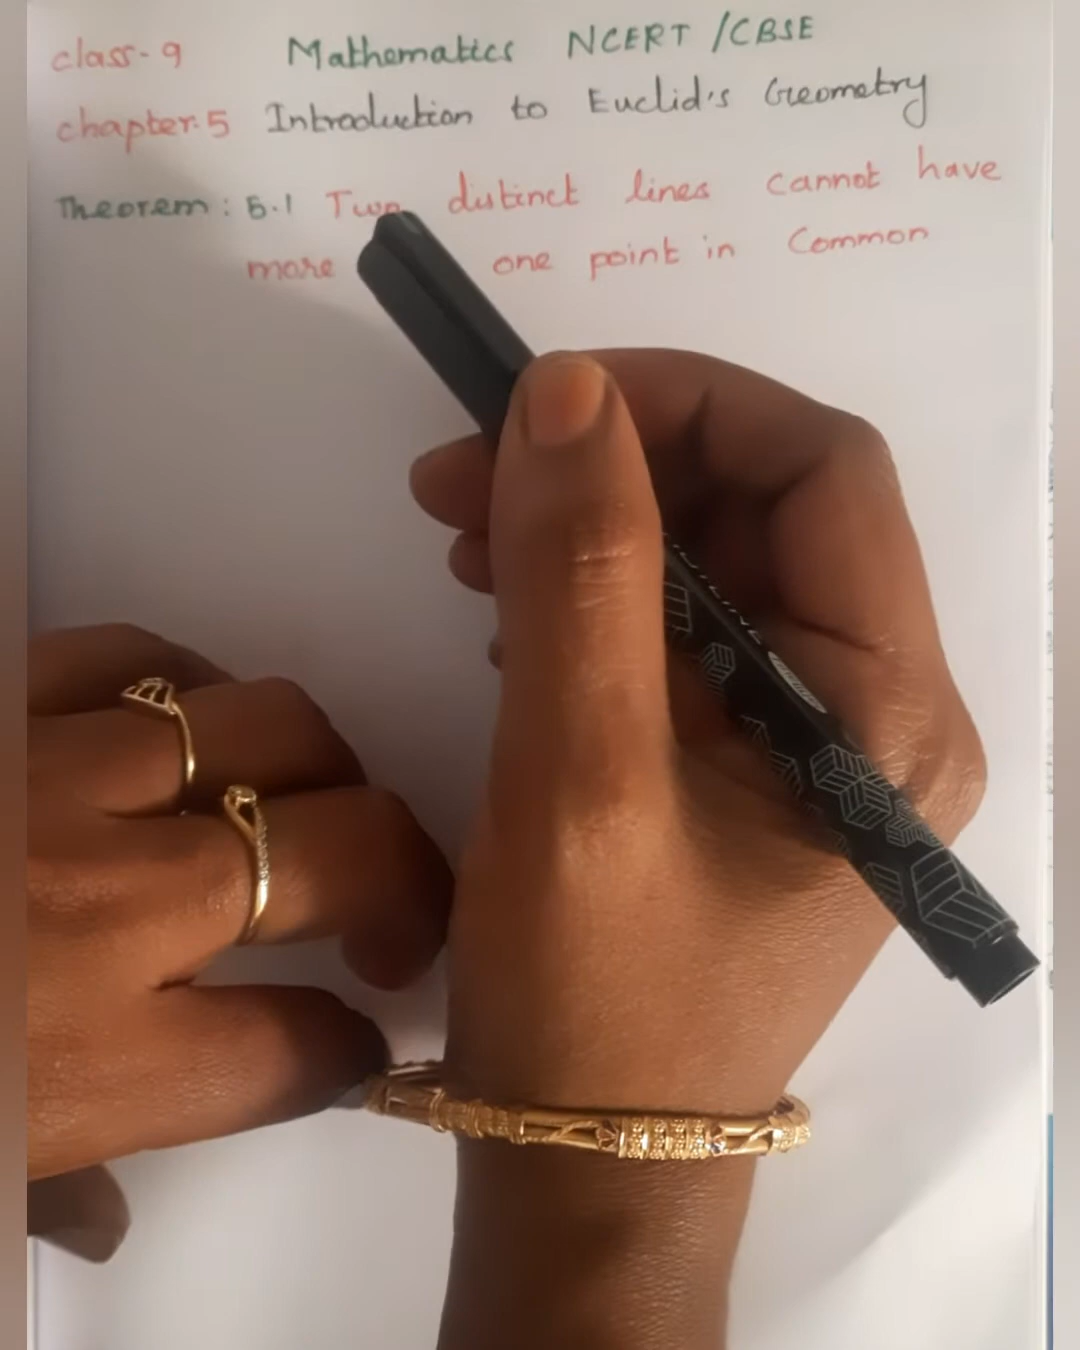 class-9 Mathematics NCERT /CBSE
chapter.5 Introduction to Euclid's Geometry
Theorem: 5.1 Two distinct lines cannot have
more one point in Common